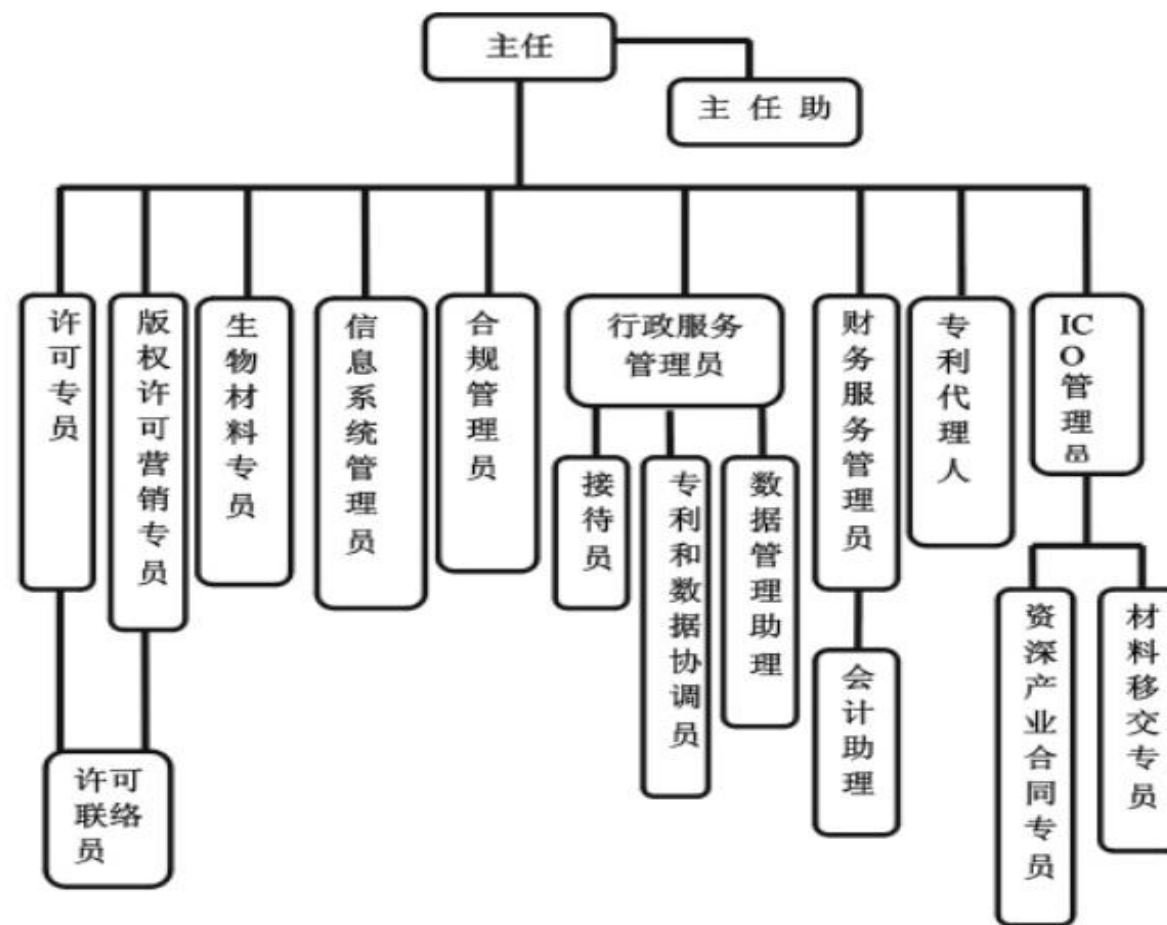 主任
主任助
许可专员
版权许可营销专员
生物材料专员
信息系统管理员
合规管理员
行政服务
管理员
财务服务管理员
专利代理人
IC
O管理员
接待员
专利和数据协调员
数据管理助理
会计助理
资深产业合同专员
材料移交专员
许可
联络
员